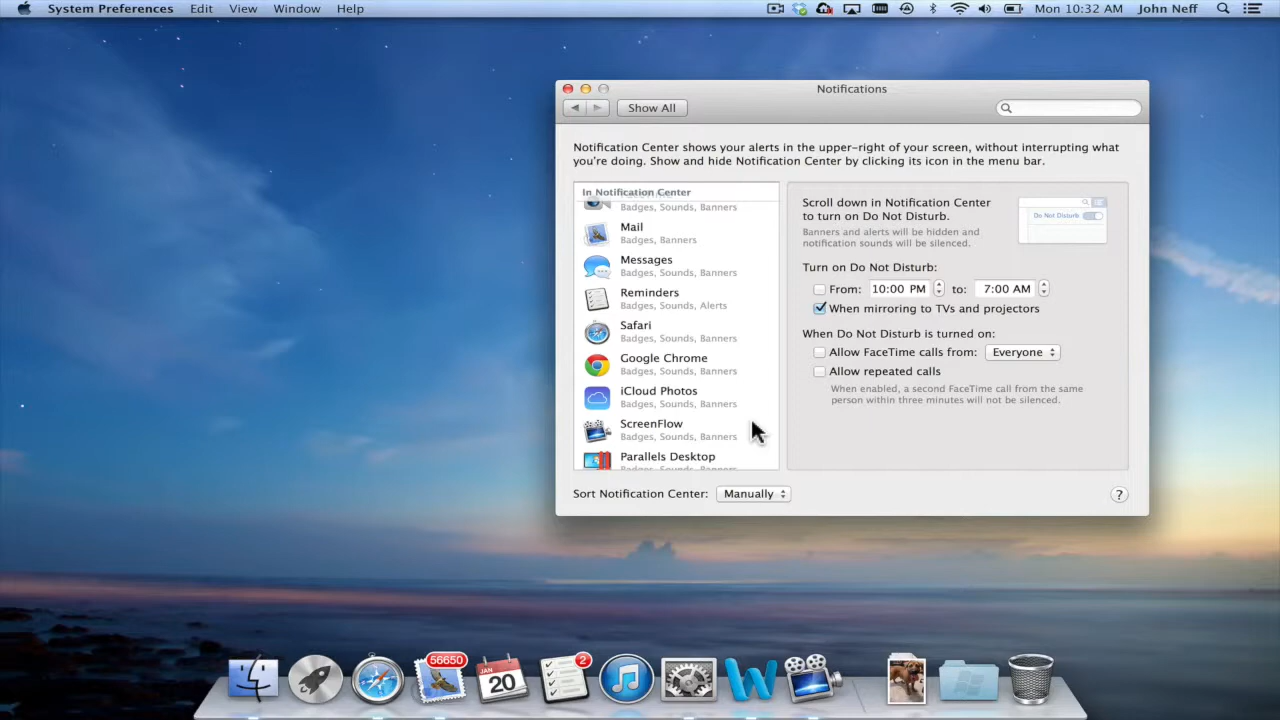 System Preferences Edit View Window Help Mon 10:32 AM John Neff
Notifications
Show All
Notification Center shows your alerts in the upper-right of your screen, without interrupting what
you're doing. Show and hide Notification Center by clicking its icon in the menu bar.
In Notification Center
Badges, Sounds, Banners
Mail
Badges, Banners
Messages
Badges, Sounds, Banners
Reminders
Badges, Sounds, Alerts
Safari
Badges, Sounds, Banners
Google Chrome
Badges, Sounds, Banners
iCloud Photos
Badges, Sounds, Banners
ScreenFlow
Badges, Sounds, Banners
Parallels Desktop
Badges, Sounds, Banners
Scroll down in Notification Center
to turn on Do Not Disturb.
Banners and alerts will be hidden and
notification sounds will be silenced.
Do Not Disturb
Turn on Do Not Disturb:
From: 10:00 PM to: 7:00 AM
When mirroring to TVs and projectors
When Do Not Disturb is turned on:
Allow FaceTime calls from: Everyone
Allow repeated calls
When enabled, a second FaceTime call from the same
person within three minutes will not be silenced.
Sort Notification Center: Manually
?
56650
JAN
20
2
W